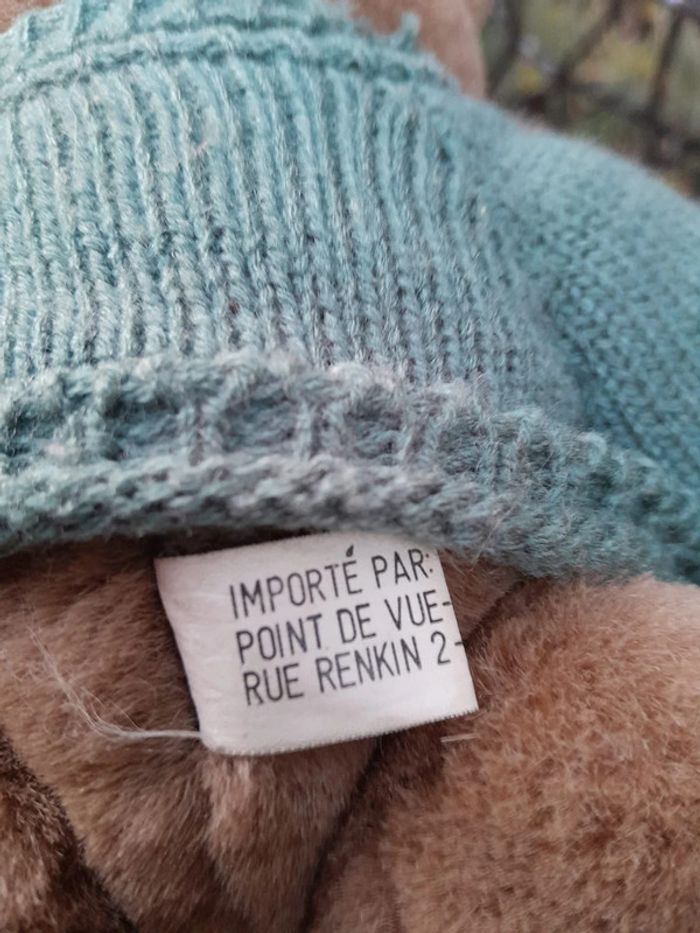 IMPORTÉ PAR:
POINT DE VUE-
RUE RENKIN 2-